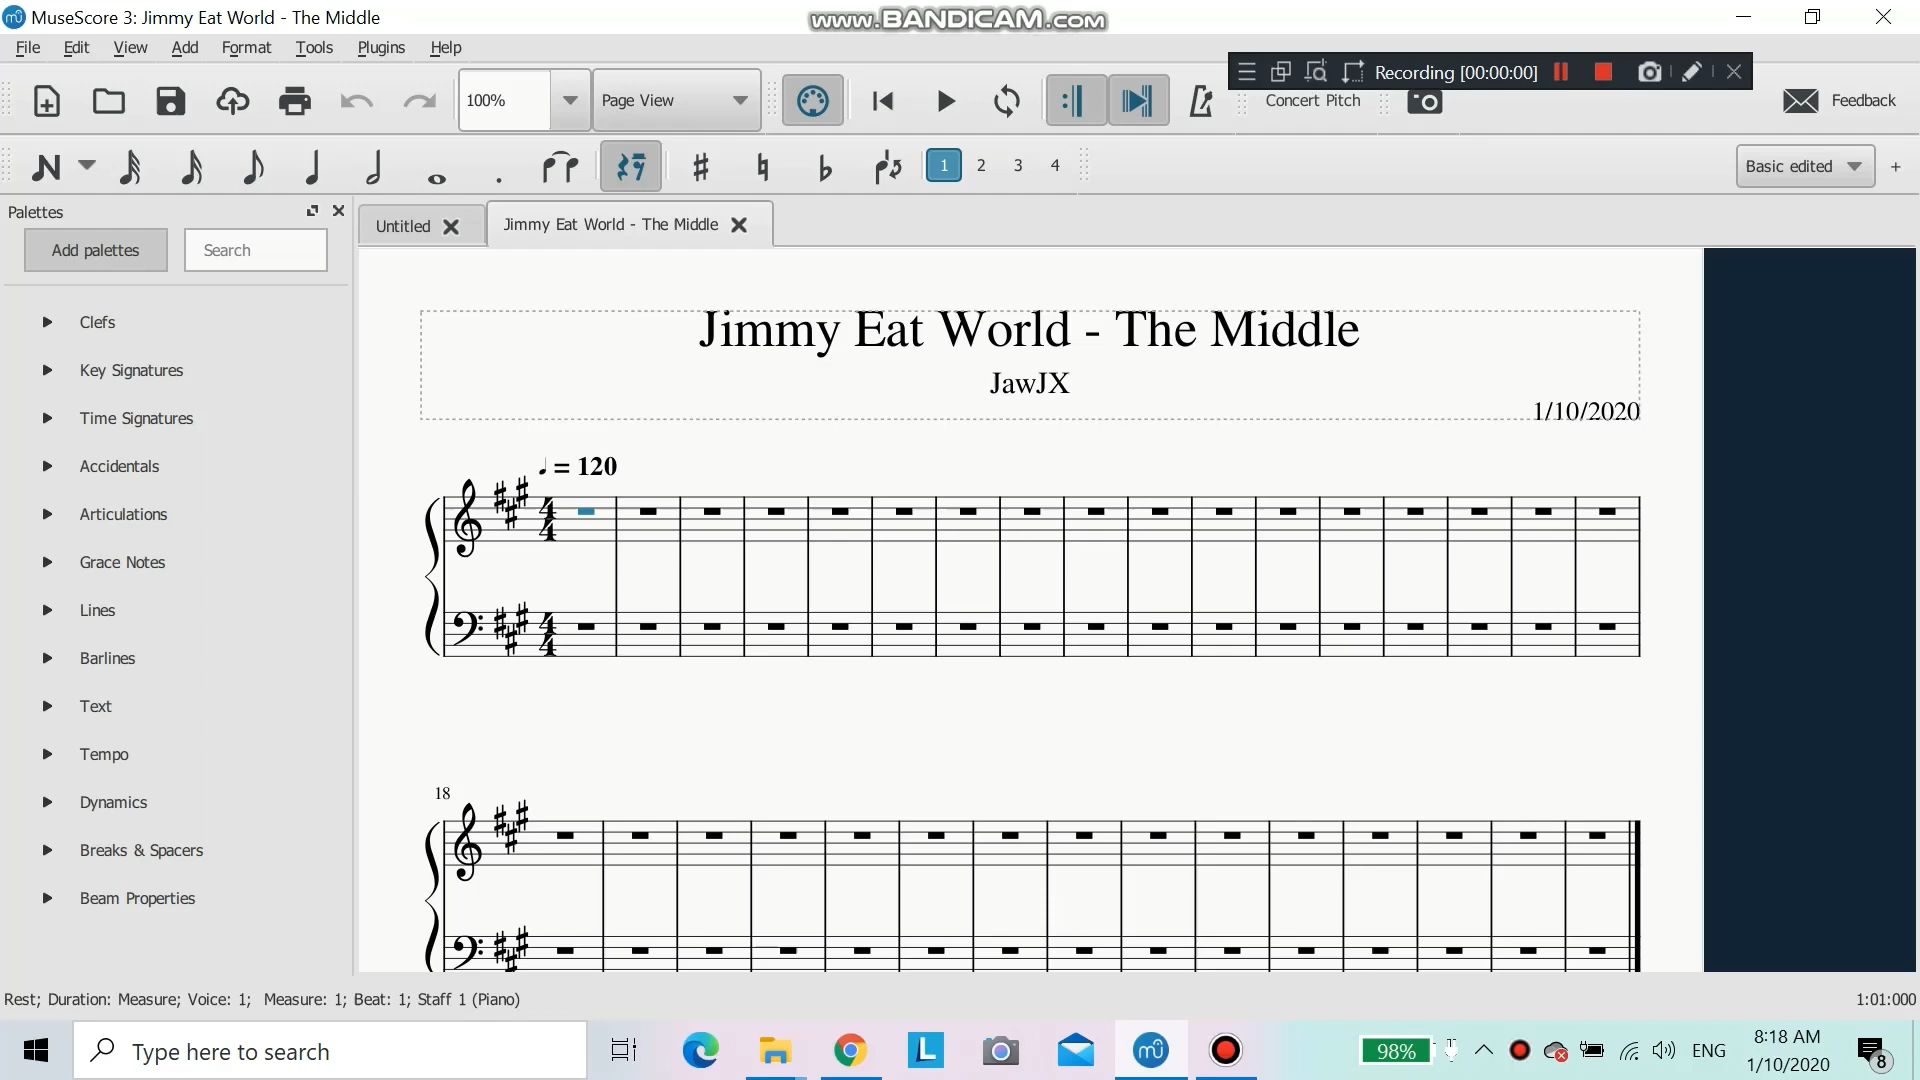 MuseScore 3: Jimmy Eat World - The Middle
www.BANDICAM.com
File Edit View Add Format Tools Plugins Help
Recording [00:00:00]
100% Page View Concert Pitch Feedback
1 2 3 4 Basic edited +
Palettes
Add palettes Search
Untitled Jimmy Eat World - The Middle
Clefs
Key Signatures
Time Signatures
Accidentals
Articulations
Grace Notes
Lines
Barlines
Text
Tempo
Dynamics
Breaks & Spacers
Beam Properties
Jimmy Eat World - The Middle
JawJX
1/10/2020
= 120
4
4
4
4
18
Rest; Duration: Measure; Voice: 1; Measure: 1; Beat: 1; Staff 1 (Piano) 1:01:000
Type here to search
L
98%
ENG
8:18 AM
1/10/2020
8